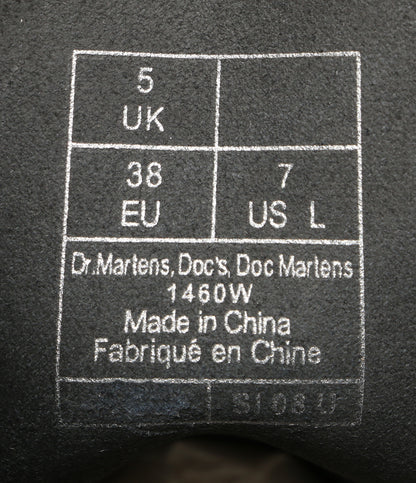 5
UK
38
EU
7
US L
Dr.Martens, Doc's, Doc Martens
1460W
Made in China
Fabriqué en Chine